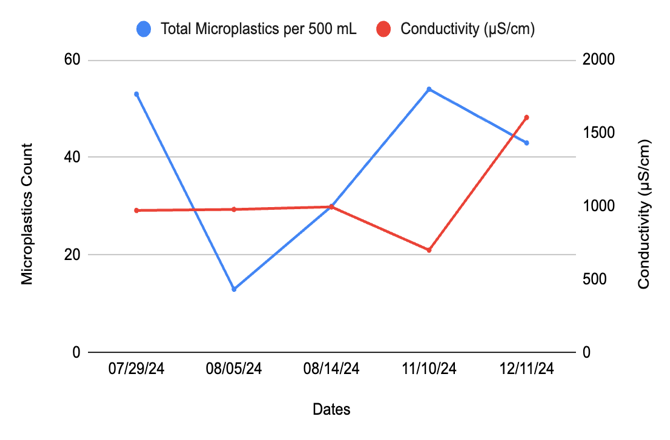 Total Microplastics per 500 mL Conductivity (µS/cm)
60 2000
1500
40
1000
20
500
0 0
Microplastics Count
Conductivity (µS/cm)
07/29/24 08/05/24 08/14/24 11/10/24 12/11/24
Dates